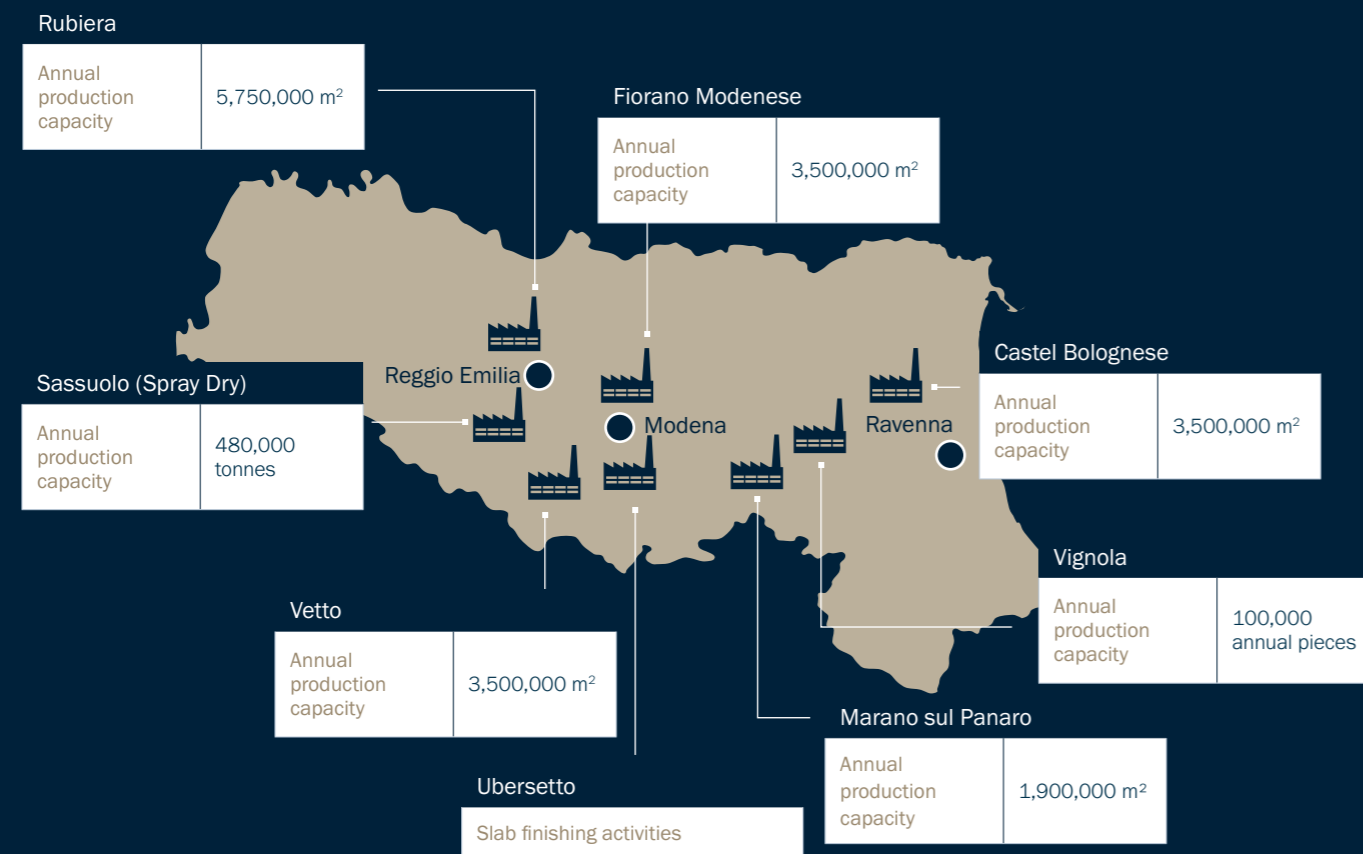 Rubiera
Annual
production
capacity
5,750,000 m²
Fiorano Modenese
Annual
production
capacity
3,500,000 m²
Reggio Emilia
Modena
Ravenna
Sassuolo (Spray Dry)
Annual
production
capacity
480,000
tonnes
Castel Bolognese
Annual
production
capacity
3,500,000 m²
Vignola
Annual
production
capacity
100,000
annual pieces
Vetto
Annual
production
capacity
3,500,000 m²
Marano sul Panaro
Annual
production
capacity
1,900,000 m²
Ubersetto
Slab finishing activities